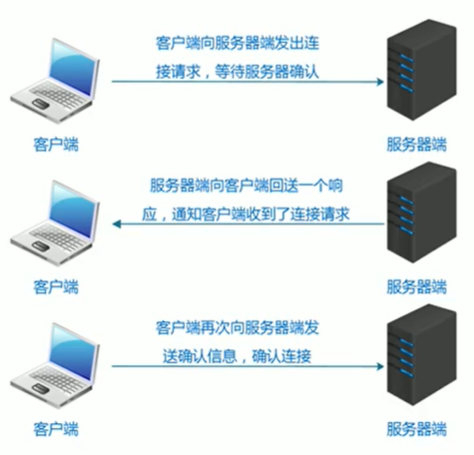 客户端向服务器端发出连
接请求，等待服务器确认
客户端
服务器端
服务器端向客户端回送一个响
应，通知客户端收到了连接请求
客户端
服务器端
客户端再次向服务器端发
送确认信息，确认连接
客户端
服务器端